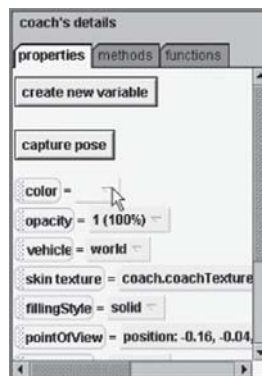 coach's details
properties methods functions
create new variable
capture pose
color =
opacity = 1 (100%)
vehicle = world
skin texture = coach.coachTexture
fillingStyle = solid
pointOfView = position: -0.16, -0.04,